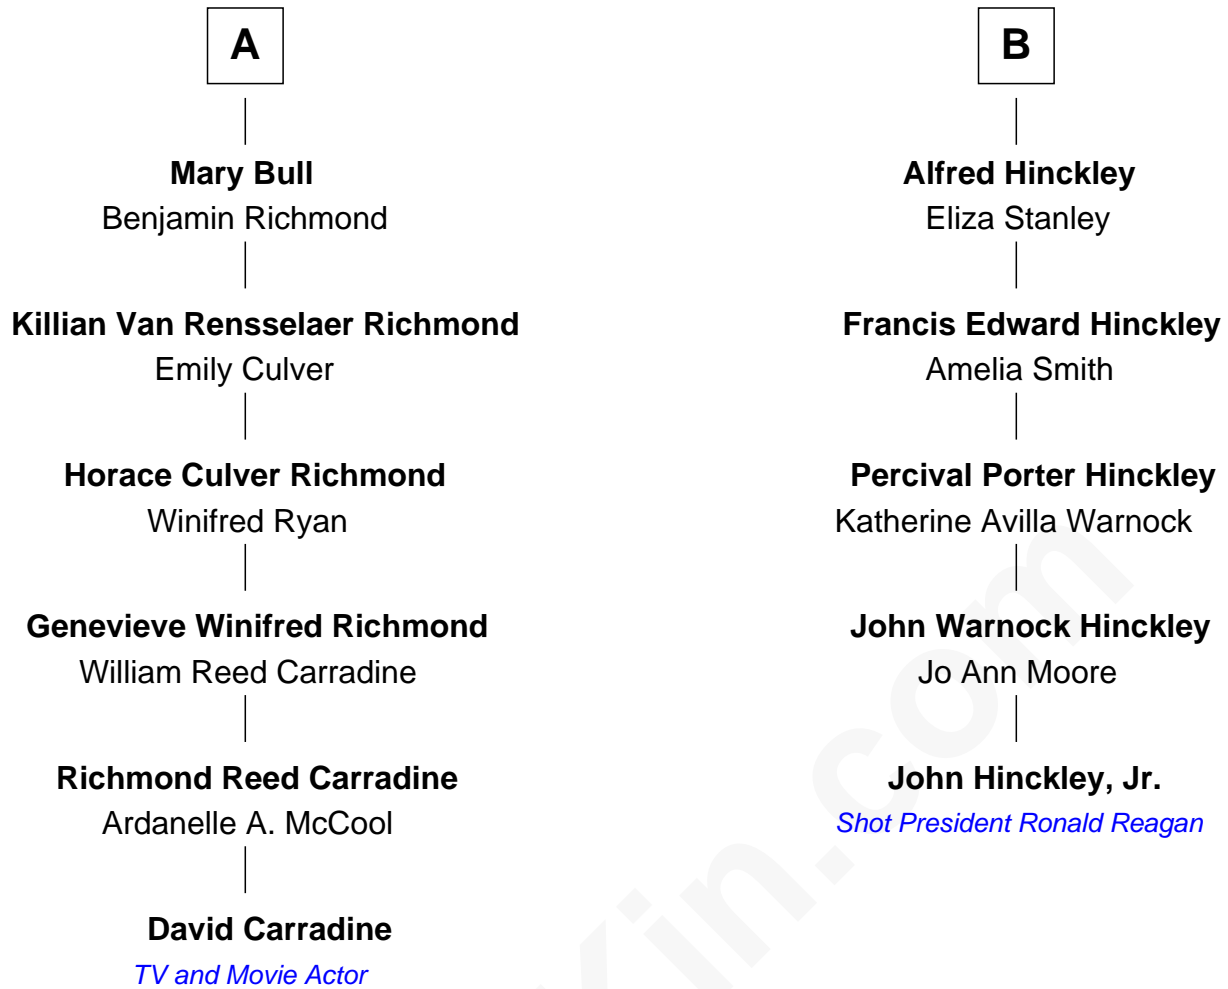 A
Mary Bull
Benjamin Richmond
Killian Van Rensselaer Richmond
Emily Culver
Horace Culver Richmond
Winifred Ryan
Genevieve Winifred Richmond
William Reed Carradine
Richmond Reed Carradine
Ardanelle A. McCool
David Carradine
TV and Movie Actor
B
Alfred Hinckley
Eliza Stanley
Francis Edward Hinckley
Amelia Smith
Percival Porter Hinckley
Katherine Avilla Warnock
John Warnock Hinckley
Jo Ann Moore
John Hinckley, Jr.
Shot President Ronald Reagan